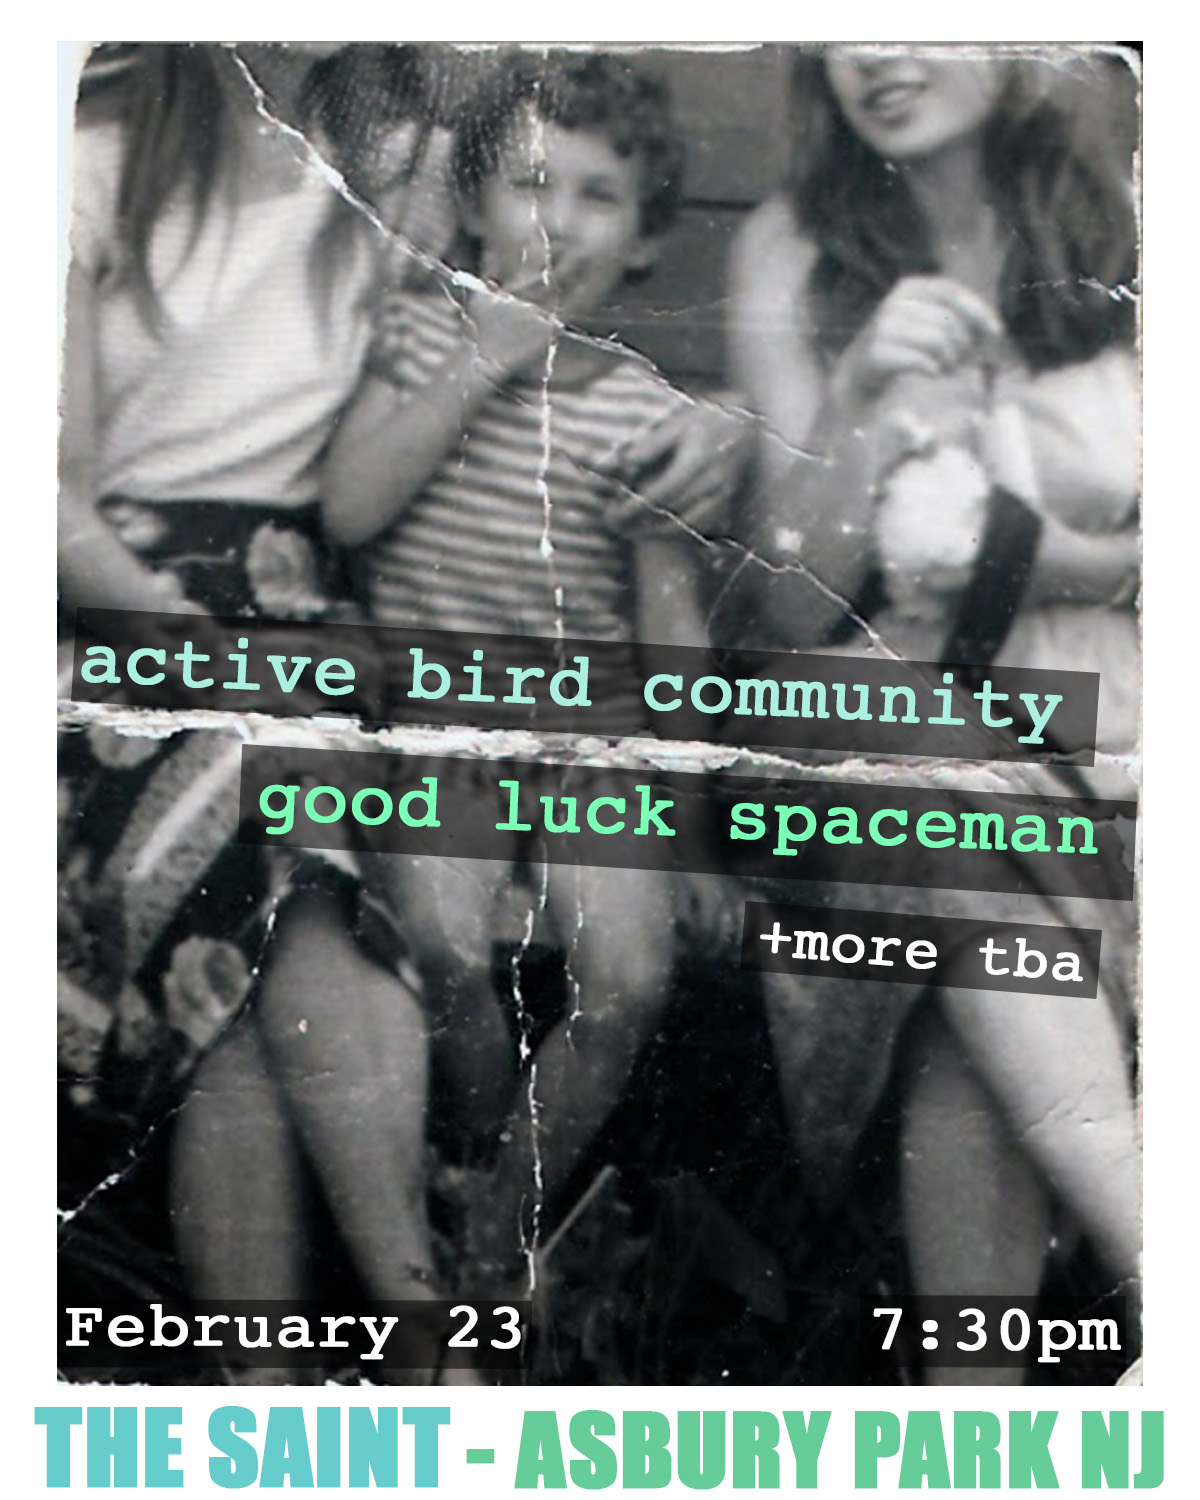 active bird community
good luck spaceman
+more tba
February 23
7:30pm
THE SAINT - ASBURY PARK NJ